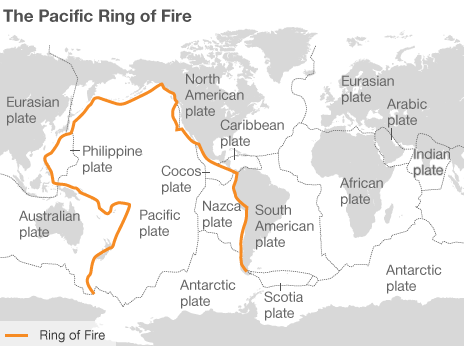 The Pacific Ring of Fire
North
American
plate
Eurasian
plate
Eurasian
plate
Arabic
plate
Caribbean
plate
Philippine
plate
Indian
plate
Cocos
plate
African
plate
Nazca
plate
South
American
plate
Australian
plate
Pacific
plate
Antarctic
plate
Antarctic
plate
Scotia
plate
Ring of Fire